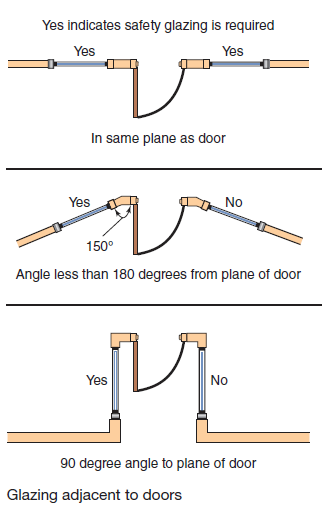 Yes indicates safety glazing is required
Yes Yes
In same plane as door
Yes No
150°
Angle less than 180 degrees from plane of door
Yes No
90 degree angle to plane of door
Glazing adjacent to doors